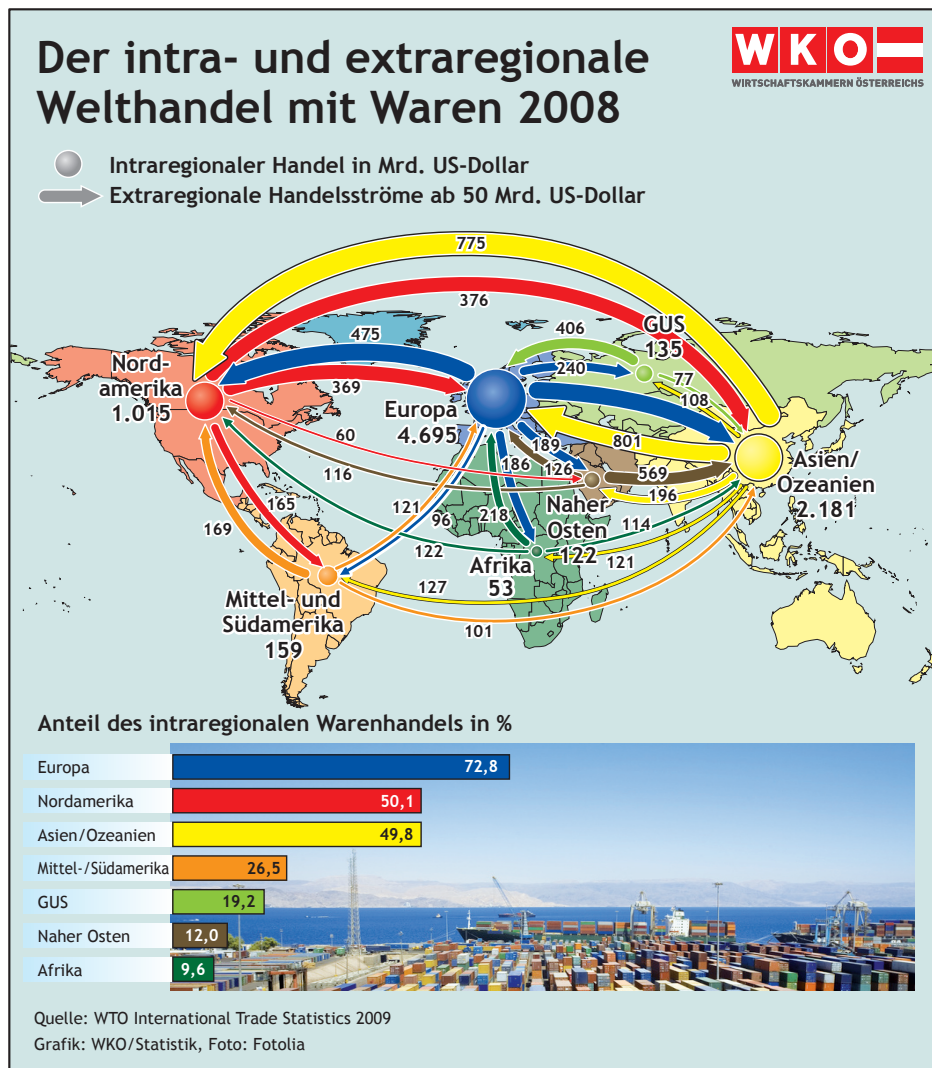 Der intra- und extraregionale
Welthandel mit Waren 2008
WKO
WIRTSCHAFTSKAMMERN ÖSTERREICHS
Intraregionaler Handel in Mrd. US-Dollar
Extraregionale Handelsströme ab 50 Mrd. US-Dollar
775
376
475
369
406
240
GUS
135
77
108
Nord-
amerika
1.015
Europa
4.695
60
116
189
126
186
801
569
196
Asien/
Ozeanien
2.181
Naher
Osten
122
169
165
121
96
218
122
114
121
Afrika
53
127
101
Mittel- und
Südamerika
159
Anteil des intraregionalen Warenhandels in %
Europa 72,8
Nordamerika 50,1
Asien/Ozeanien 49,8
Mittel-/Südamerika 26,5
GUS 19,2
Naher Osten 12,0
Afrika 9,6
Quelle: WTO International Trade Statistics 2009
Grafik: WKO/Statistik, Foto: Fotolia